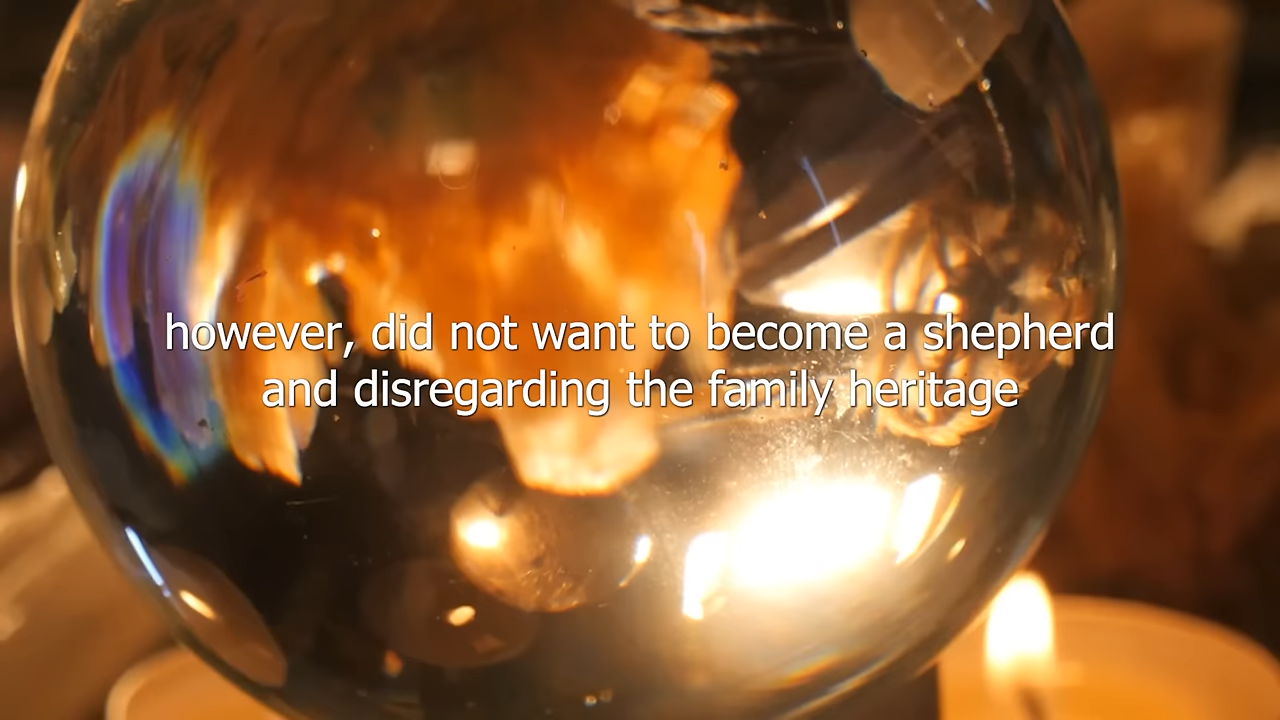 however, did not want to become a shepherd
and disregarding the family heritage